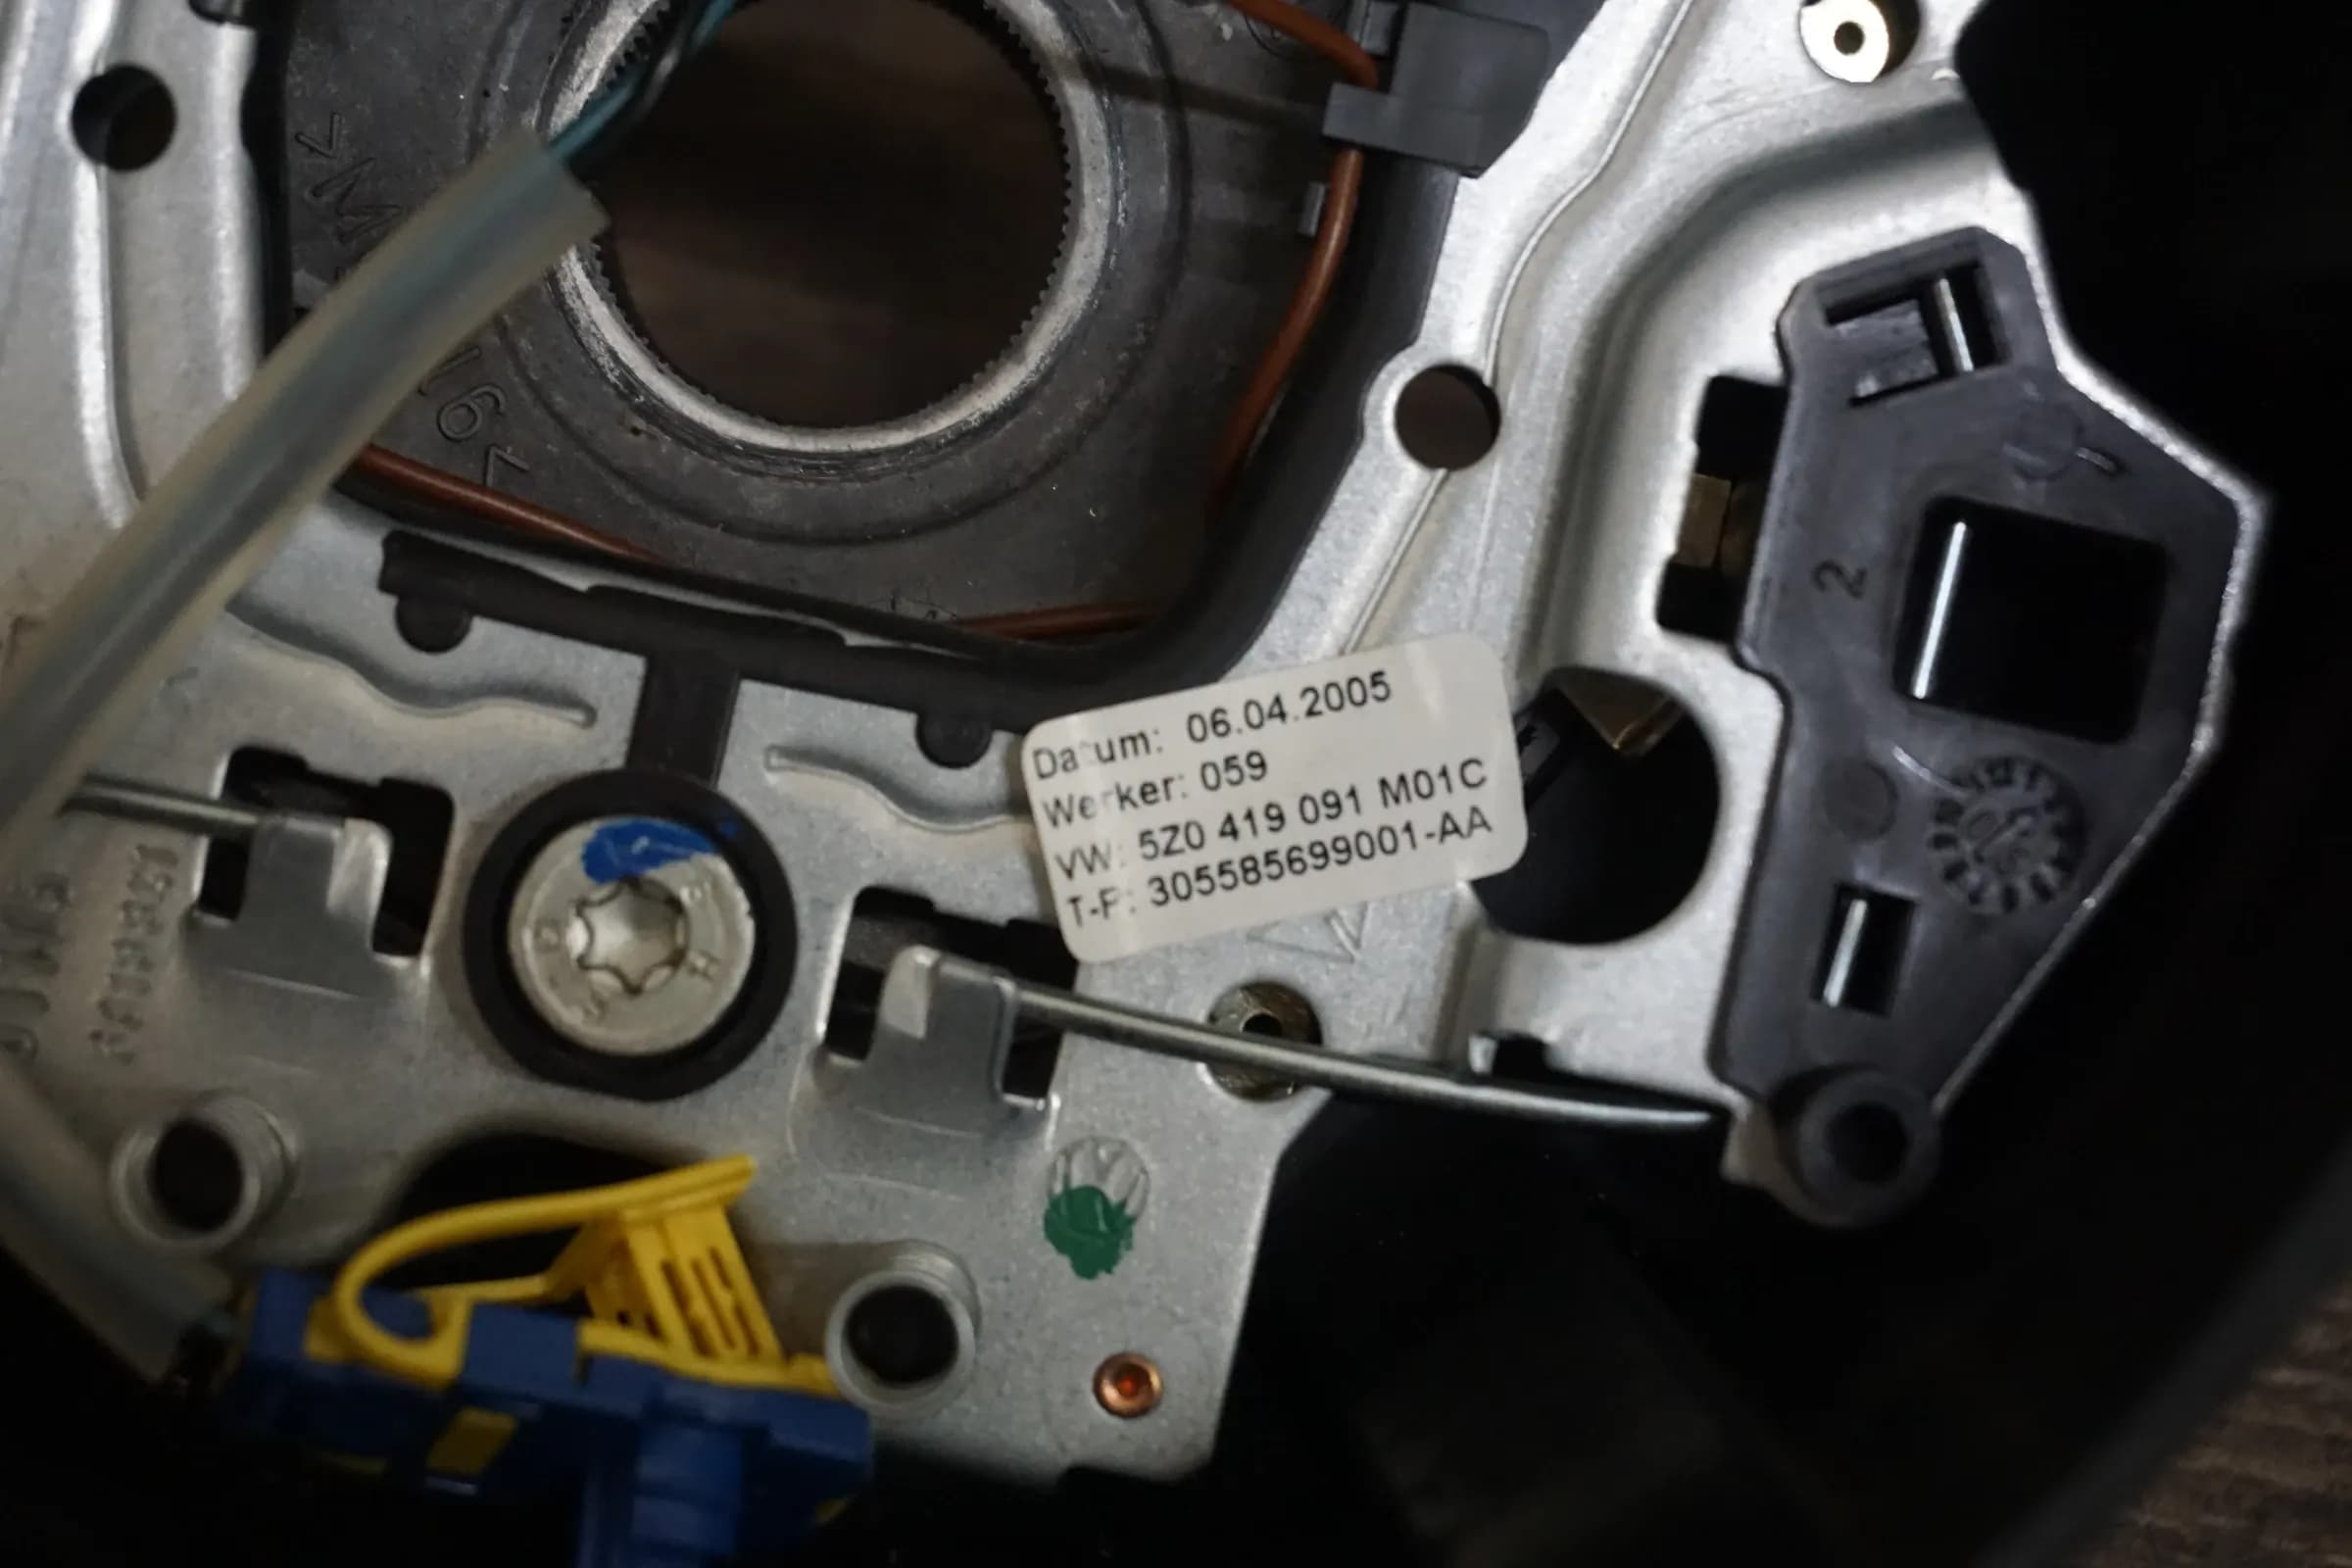 Datum: 06.04.2005
Werker: 059
VW: 5Z0 419 091 M01C
T-F: 305585699001-AA
2